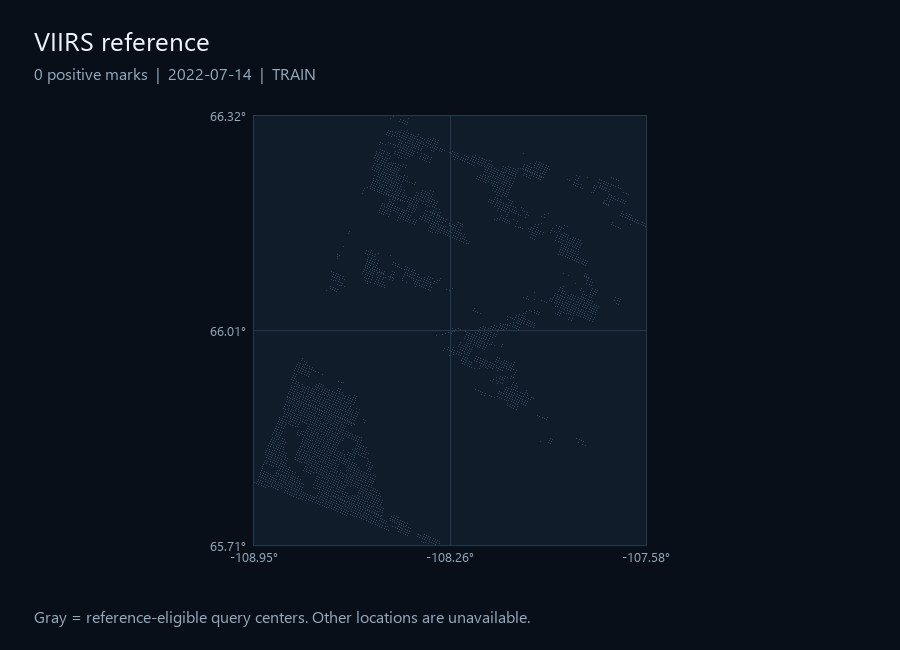 VIIRS reference
0 positive marks | 2022-07-14 | TRAIN
66.32°
66.01°
65.71°
-108.95° -108.26° -107.58°
Gray = reference-eligible query centers. Other locations are unavailable.